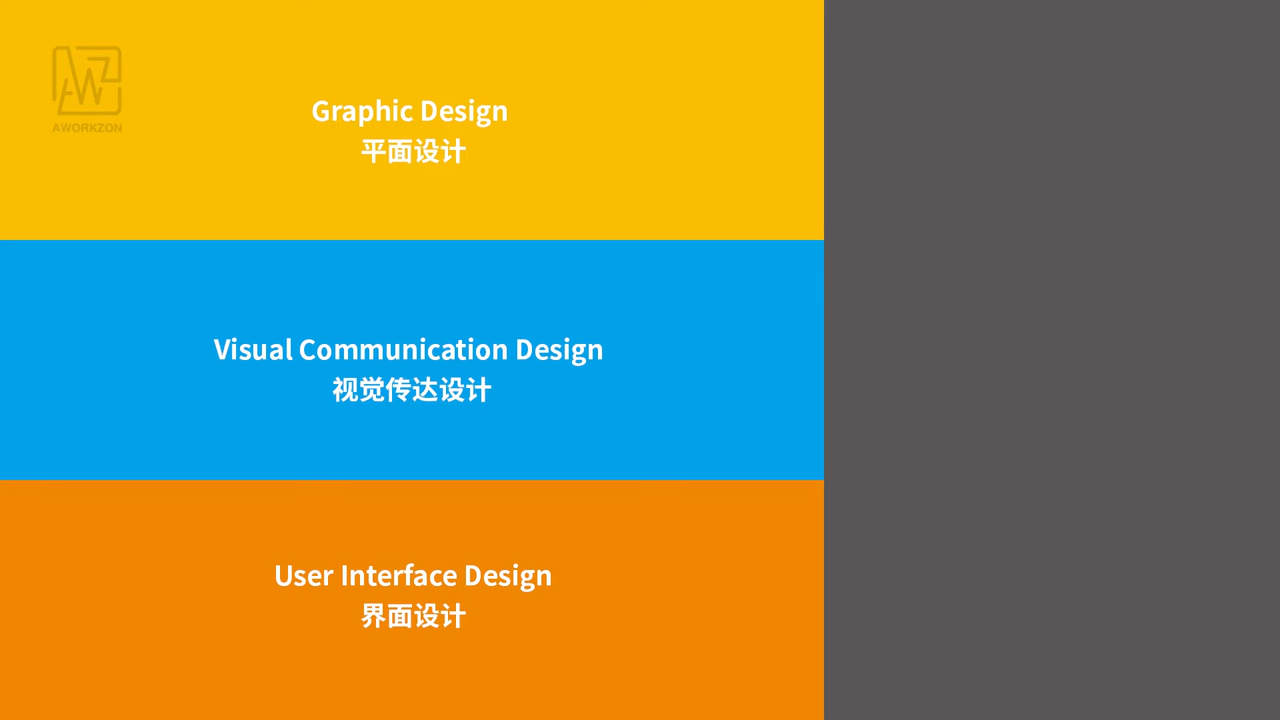 AWZ
AWORKZON
Graphic Design
平面设计
Visual Communication Design
视觉传达设计
User Interface Design
界面设计